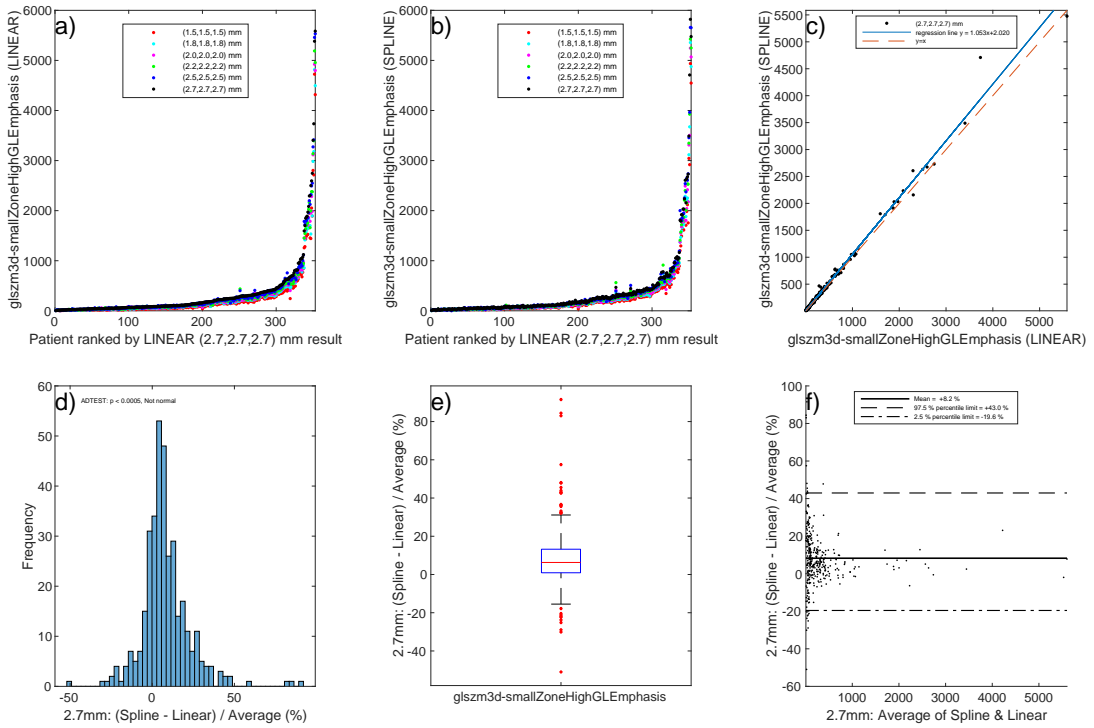 a)
6000
5000
4000
3000
2000
1000
0
0 100 200 300
glszm3d-smallZoneHighGLEmphasis (LINEAR)
Patient ranked by LINEAR (2.7,2.7,2.7) mm result
(1.5,1.5,1.5) mm
(1.8,1.8,1.8) mm
(2.0,2.0,2.0) mm
(2.2,2.2,2.2) mm
(2.5,2.5,2.5) mm
(2.7,2.7,2.7) mm
b)
6000
5000
4000
3000
2000
1000
0
0 100 200 300
glszm3d-smallZoneHighGLEmphasis (SPLINE)
Patient ranked by LINEAR (2.7,2.7,2.7) mm result
(1.5,1.5,1.5) mm
(1.8,1.8,1.8) mm
(2.0,2.0,2.0) mm
(2.2,2.2,2.2) mm
(2.5,2.5,2.5) mm
(2.7,2.7,2.7) mm
c)
5500
5000
4500
4000
3500
3000
2500
2000
1500
1000
500
1000 2000 3000 4000 5000
glszm3d-smallZoneHighGLEmphasis (SPLINE)
glszm3d-smallZoneHighGLEmphasis (LINEAR)
(2.7,2.7,2.7) mm
regression line y = 1.053x+2.020
y=x
d)
ADTEST: p < 0.0005, Not normal
60
50
40
30
20
10
0
-50 0 50
Frequency
2.7mm: (Spline - Linear) / Average (%)
e)
80
60
40
20
0
-20
-40
2.7mm: (Spline - Linear) / Average (%)
glszm3d-smallZoneHighGLEmphasis
f)
100
80
60
40
20
0
-20
-40
-60
1000 2000 3000 4000 5000
2.7mm: (Spline - Linear) / Average (%)
2.7mm: Average of Spline & Linear
Mean = +8.2 %
97.5 % percentile limit = +43.0 %
2.5 % percentile limit = -19.6 %